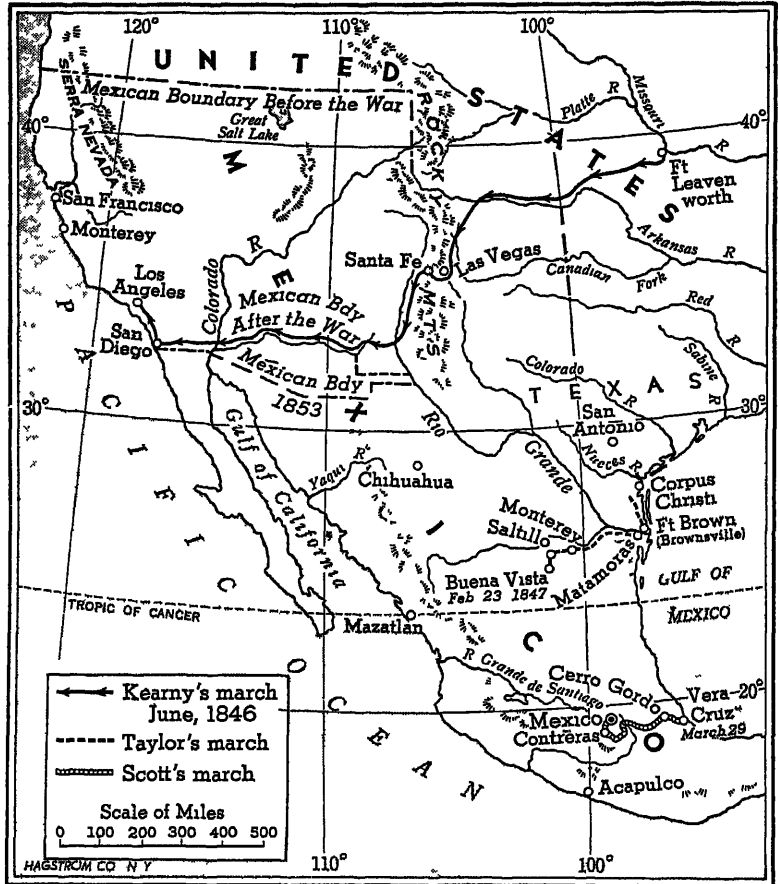 120°
110°
100°
UNITED STATES
Mexican Boundary Before the War
SIERRA NEVADA
Great
Salt Lake
ROCKY MTS
Platte R
Missouri R
40°
40°
Ft
Leaven
worth
MEXICO
San Francisco
Monterey
Colorado R
Santa Fe
Las Vegas
Arkansas R
Canadian Fork
Red R
Los
Angeles
San
Diego
Mexican Bdy
After the War
Mexican Bdy
1853
Colorado R
Sabine R
TEXAS
30°
30°
San
Antonio
Rio Grande
Nueces R
PACIFIC OCEAN
Gulf of California
Yaqui R
Chihuahua
Corpus
Christi
Monterey
Saltillo
Ft Brown
(Brownsville)
Matamoras
Buena Vista
Feb 23 1847
GULF OF
MEXICO
TROPIC OF CANCER
Mazatlan
R Grande de Santiago
Cerro Gordo
Vera
Cruz
March 29
20°
Mexico
Contreras
Acapulco
Kearny's march
June, 1846
Taylor's march
Scott's march
Scale of Miles
0 100 200 300 400 500
HAGSTROM CO N Y
110°
100°